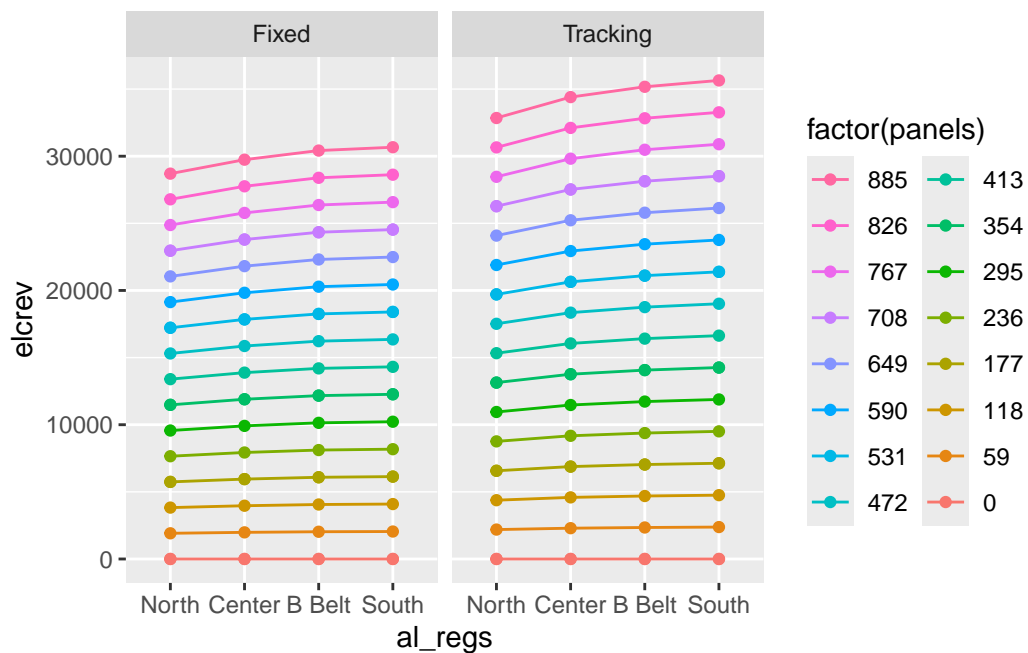 Fixed Tracking
factor(panels)
885 413
826 354
767 295
708 236
649 177
590 118
531 59
472 0
elcrev
30000
20000
10000
0
North Center B Belt South North Center B Belt South
al_regs